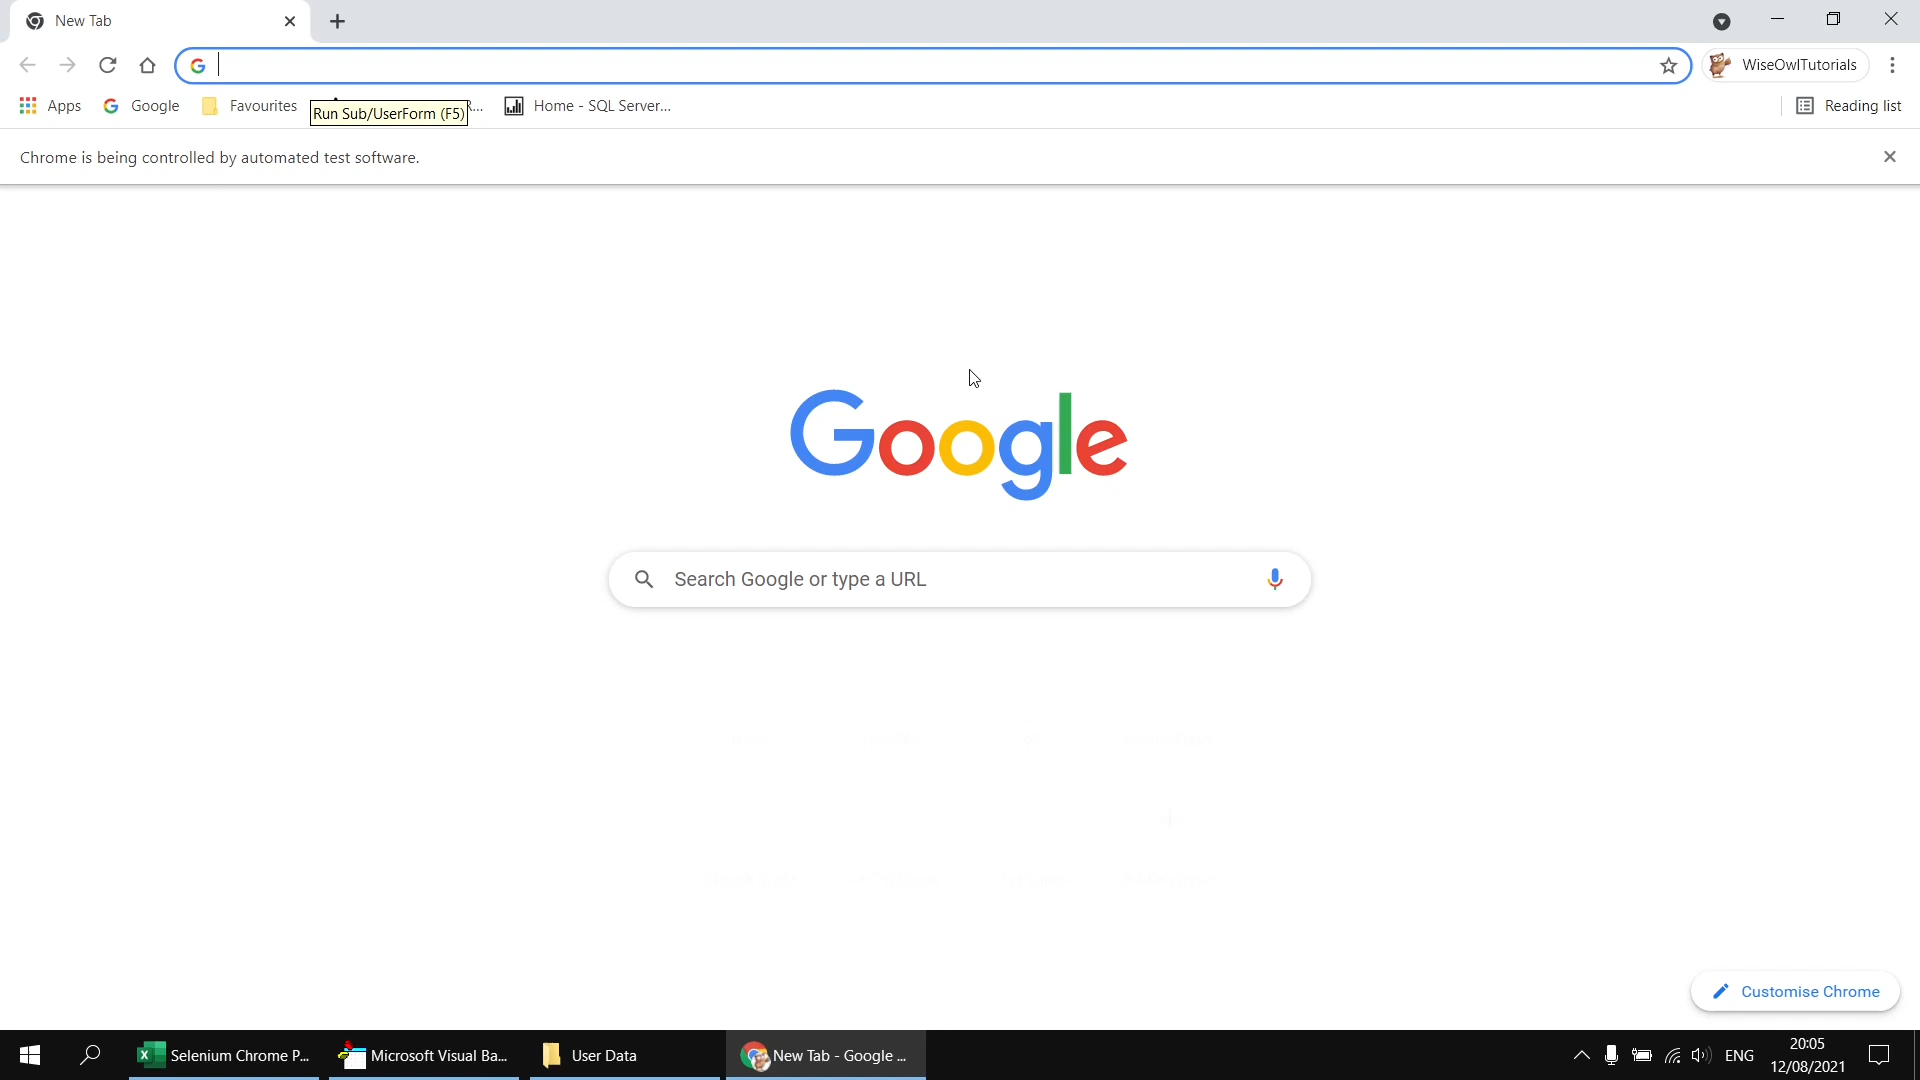 New Tab
WiseOwlTutorials
Apps
Google
Favourites
Run Sub/UserForm (F5)
R...
Home - SQL Server...
Reading list
Chrome is being controlled by automated test software.
Google
Search Google or type a URL
Customise Chrome
Selenium Chrome P...
Microsoft Visual Ba...
User Data
New Tab - Google ...
ENG
20:05
12/08/2021